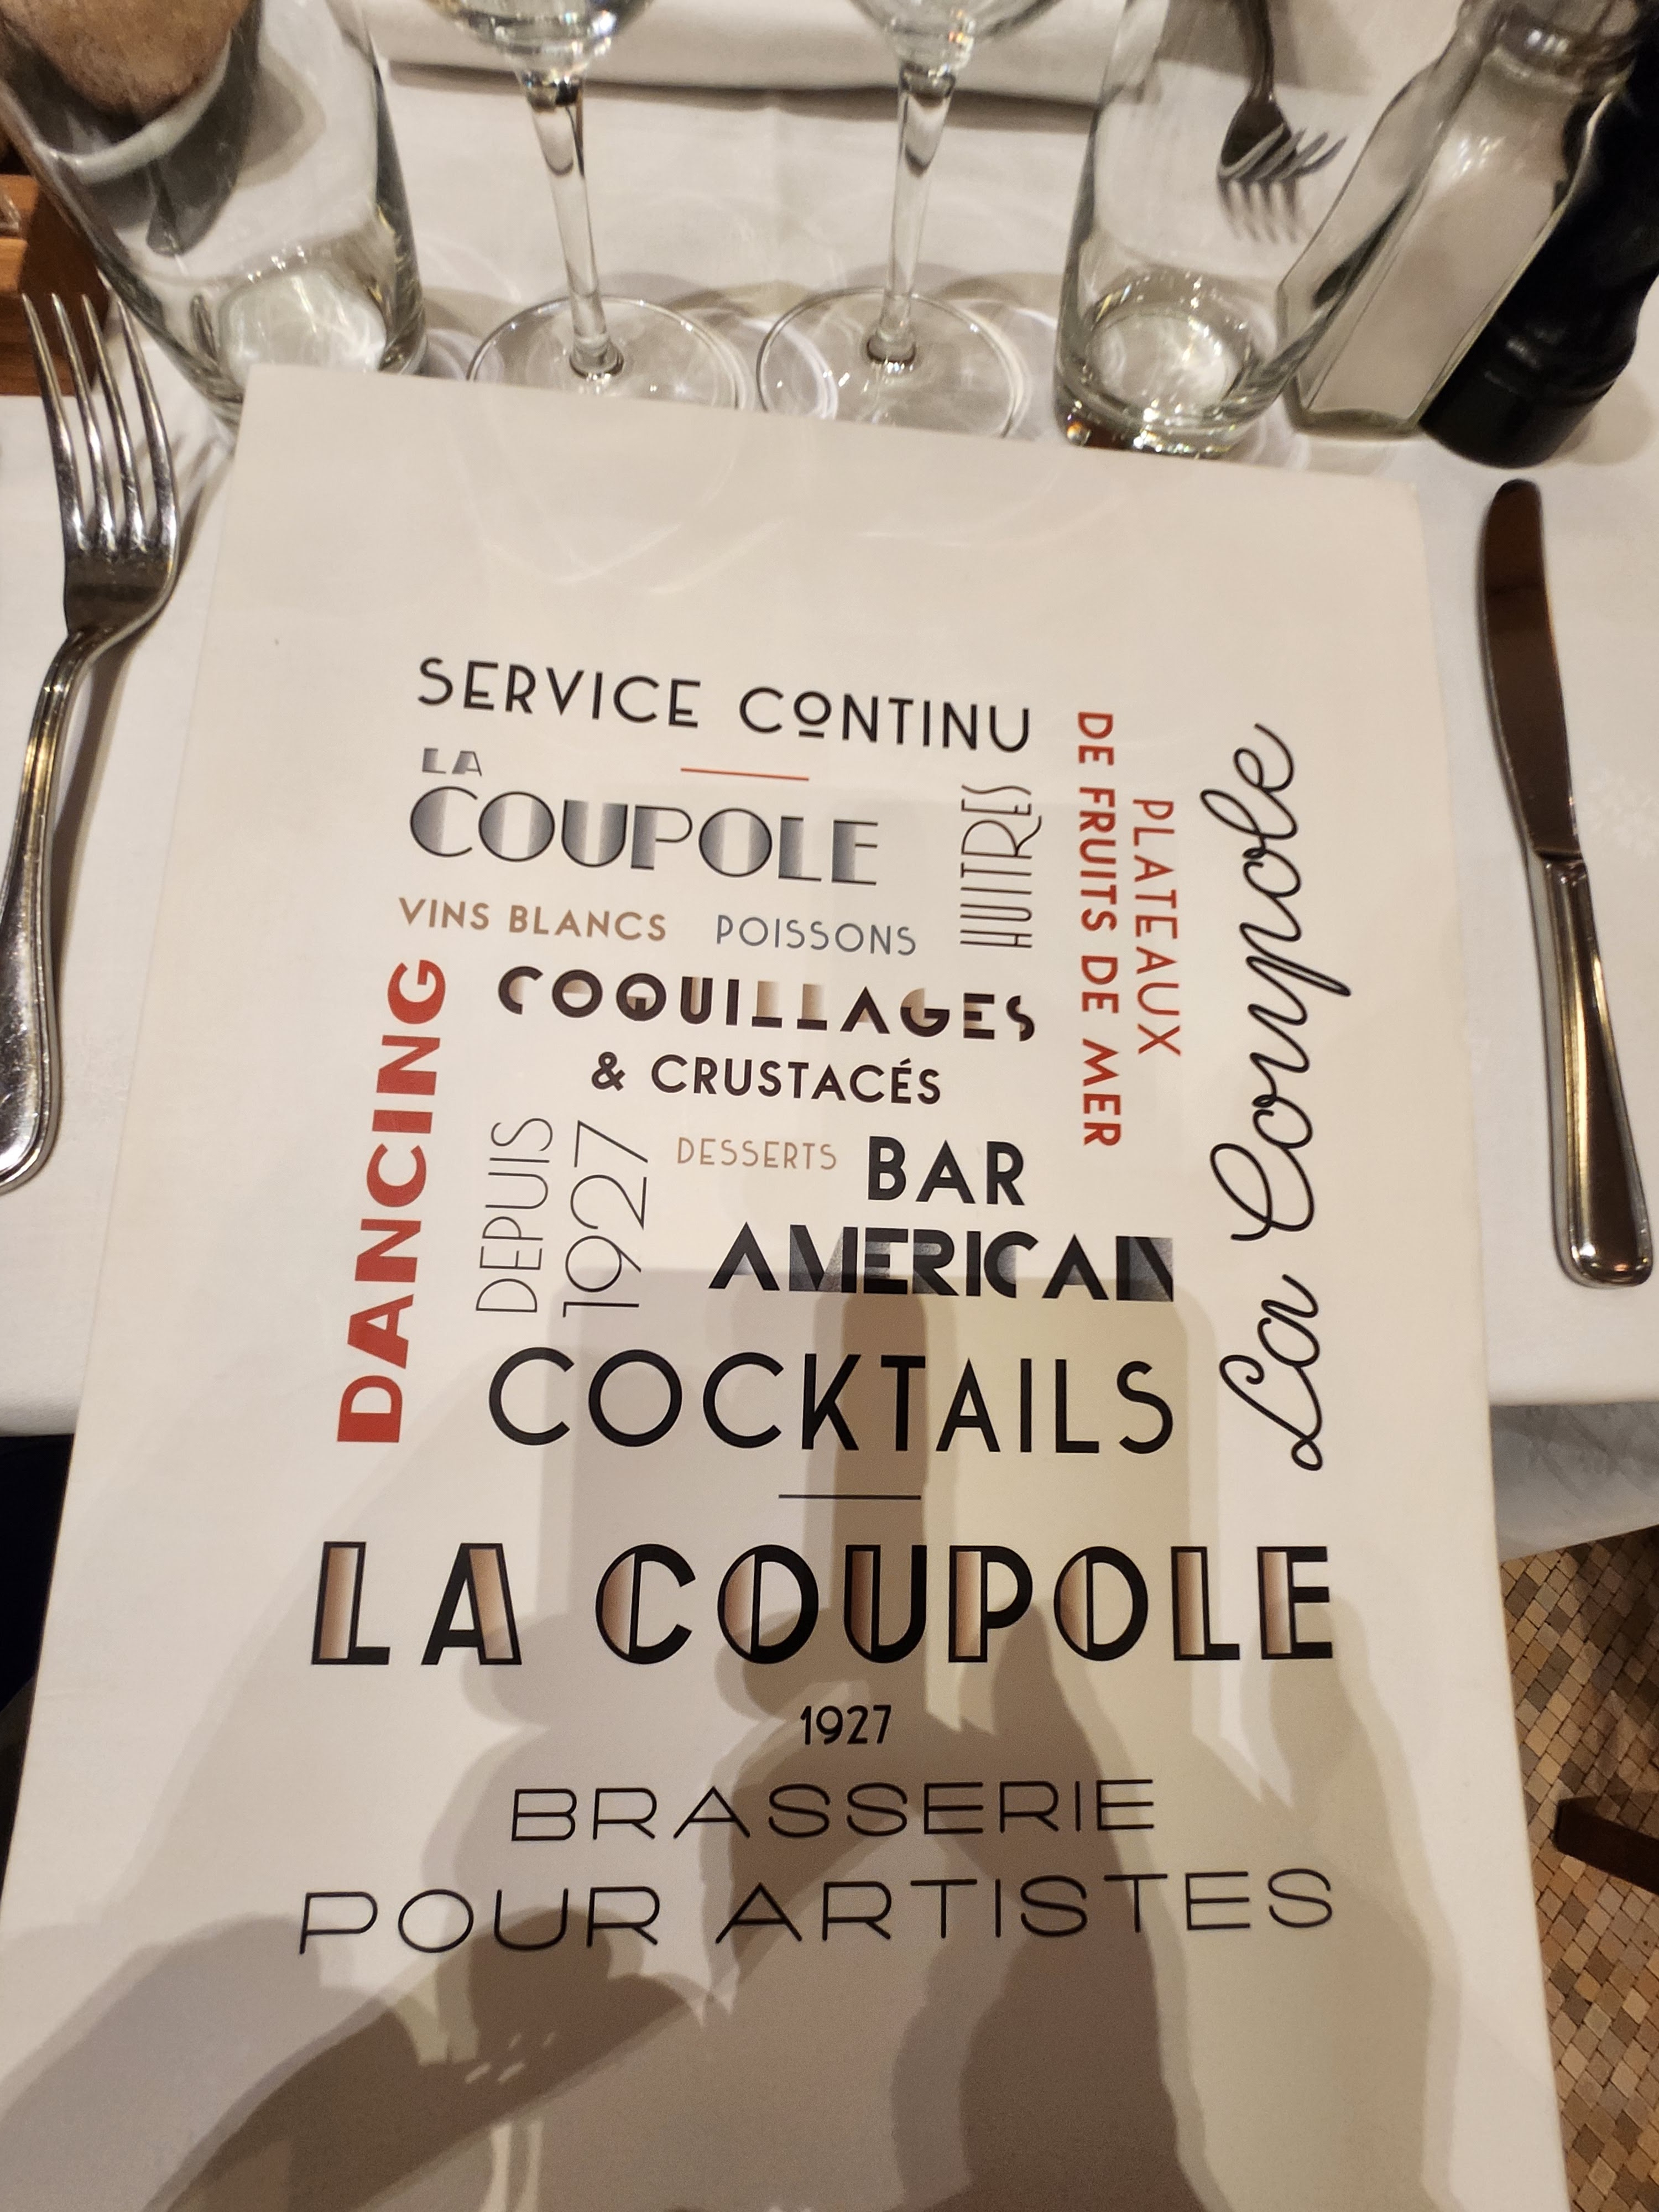 SERVICE CONTINU
LA
COUPOLE
HUITRES
PLATEAUX
DE FRUITS DE MER
La Coupole
VINS BLANCS
POISSONS
COQUILLAGES
& CRUSTACÉS
DANCING
DEPUIS
1927
DESSERTS
BAR
AMERICAN
COCKTAILS
LA COUPOLE
1927
BRASSERIE
POUR ARTISTES